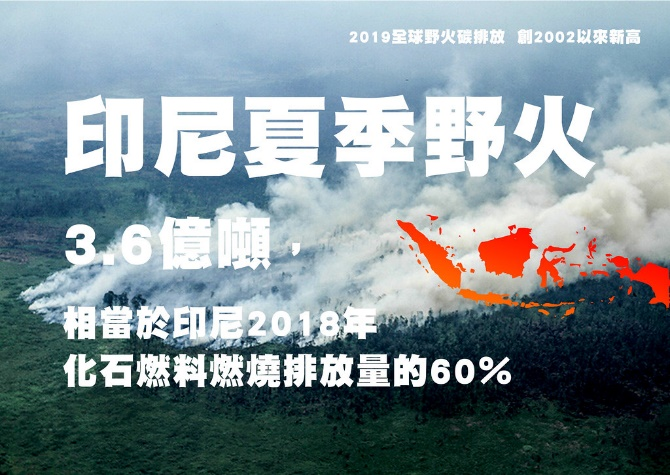 2019全球野火碳排放 創2002以來新高
印尼夏季野火
3.6億噸，
相當於印尼2018年
化石燃料燃燒排放量的60%